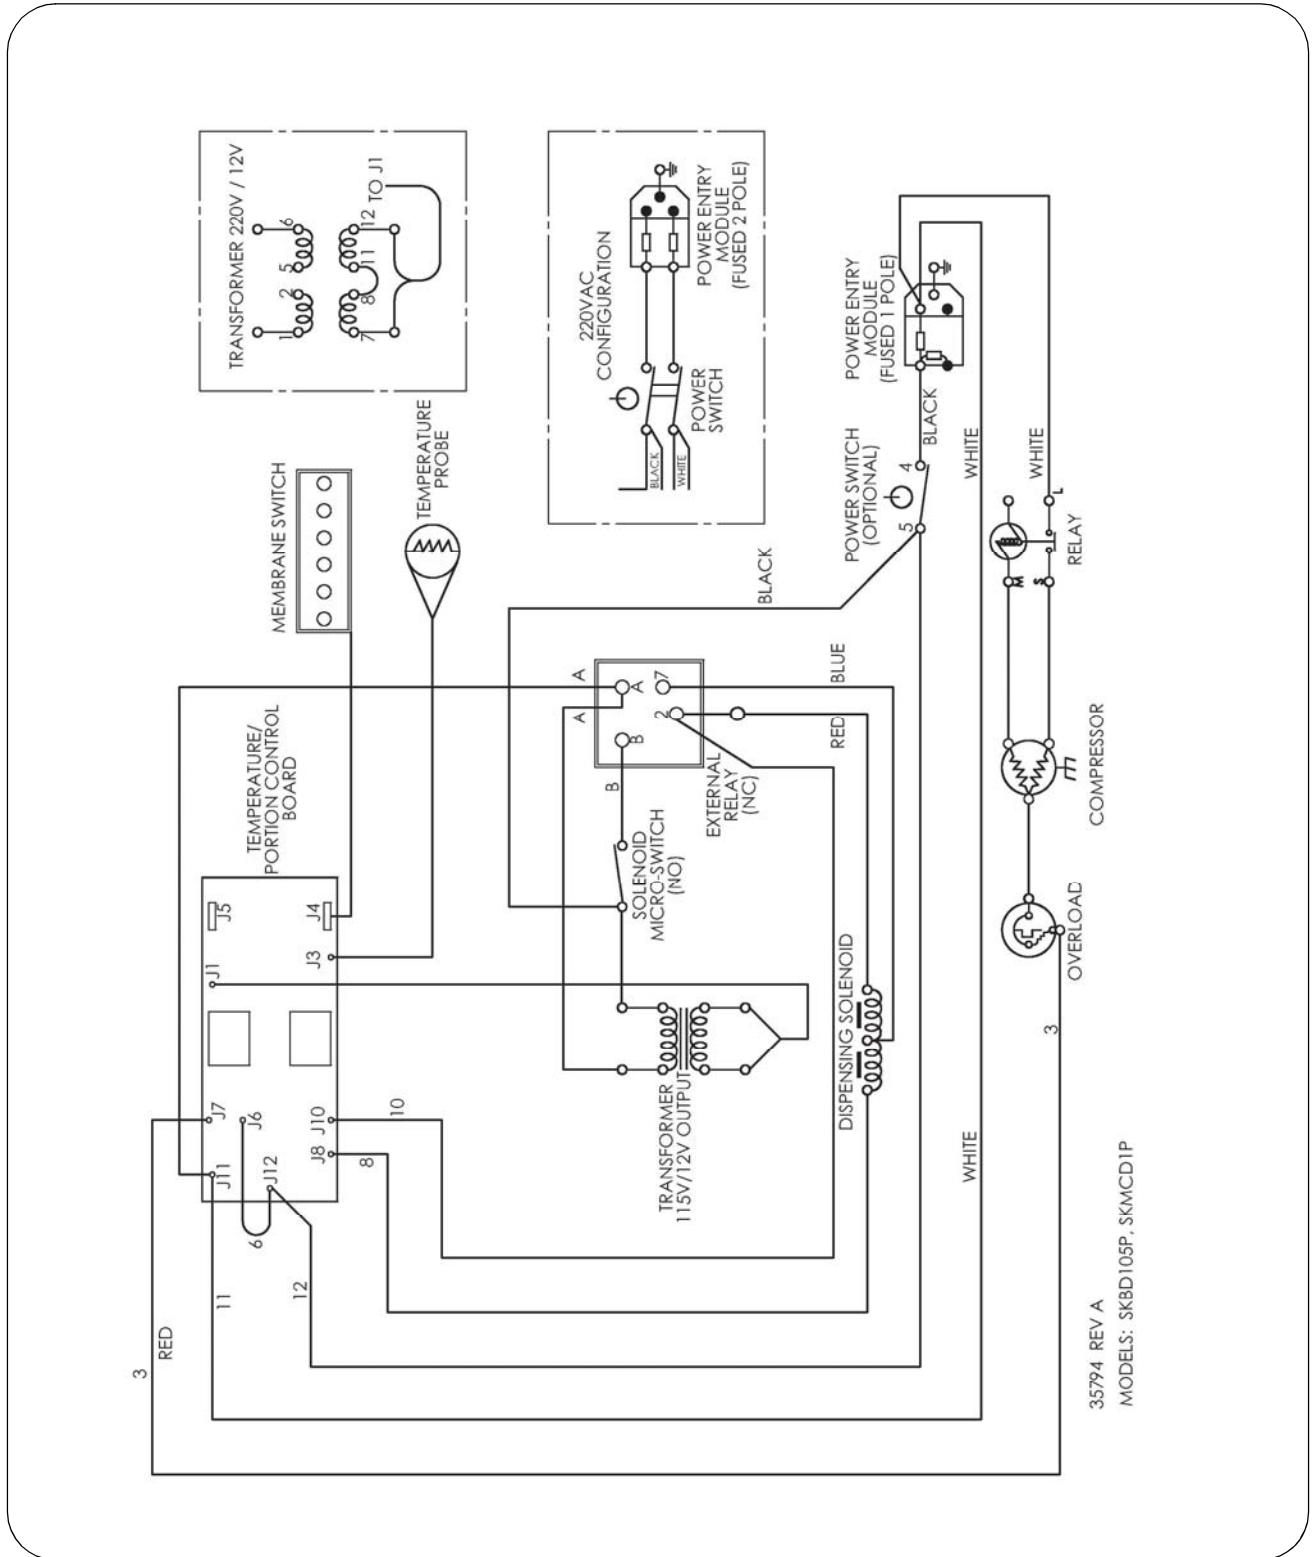 TRANSFORMER 220V / 12V
1
2
5
6
7
8
11
12
TO J1
MEMBRANE SWITCH
TEMPERATURE
PROBE
TEMPERATURE/
PORTION CONTROL
BOARD
J5
J4
J1
J3
J7
J6
J10
J11
J12
J8
3
RED
11
6
12
8
10
220VAC
CONFIGURATION
BLACK
WHITE
POWER
SWITCH
POWER ENTRY
MODULE
(FUSED 2 POLE)
A
A
A
B
B
2
7
EXTERNAL
RELAY
(NC)
SOLENOID
MICRO-SWITCH
(NO)
TRANSFORMER
115V/12V OUTPUT
BLACK
POWER SWITCH
(OPTIONAL)
5
4
BLACK
POWER ENTRY
MODULE
(FUSED 1 POLE)
RED
BLUE
DISPENSING SOLENOID
WHITE
WHITE
WHITE
M
S
L
RELAY
COMPRESSOR
OVERLOAD
3
35794 REV A
MODELS: SKBD105P, SKMCD1P